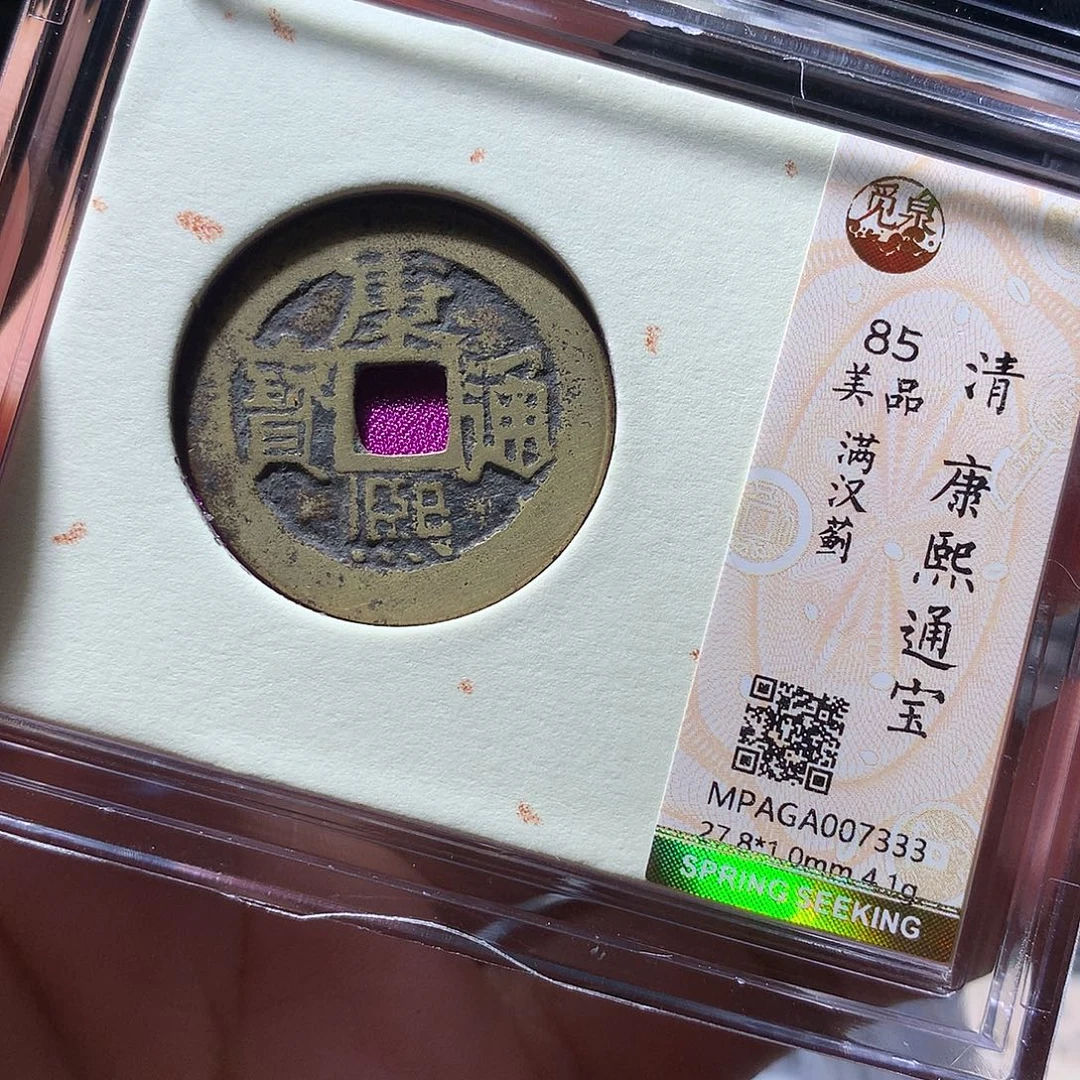 康熙通寳
觅泉
清 康熙通宝
85
美品
满汉蓟
MPAGA007333
27.8*1.0mm 4.1g
SPRING SEEKING